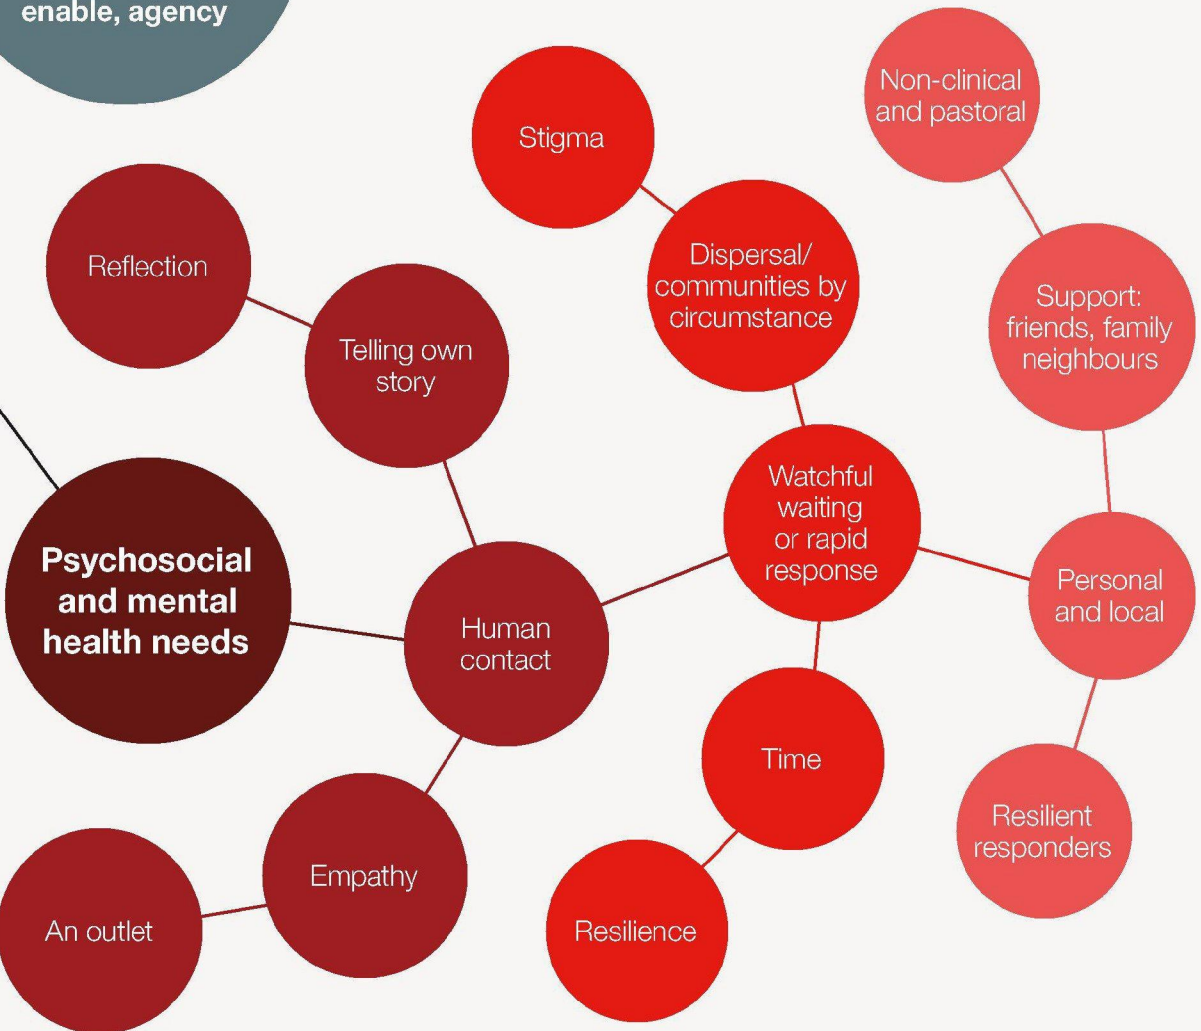 enable, agency
Non-clinical
and pastoral
Stigma
Dispersal/
communities by
circumstance
Reflection
Support:
friends, family
neighbours
Telling own
story
Watchful
waiting
or rapid
response
Psychosocial
and mental
health needs
Human
contact
Personal
and local
Time
Resilient
responders
Empathy
An outlet
Resilience